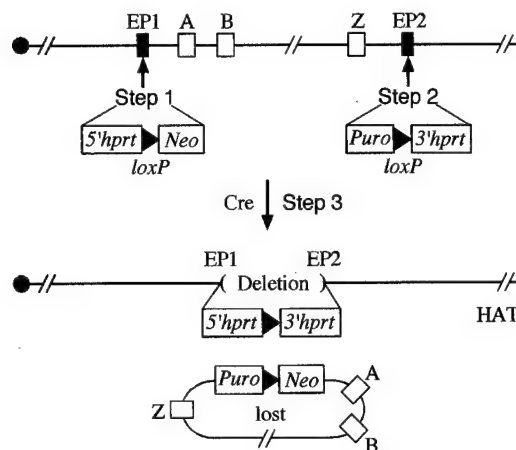 EP1 A B Z EP2
Step 1 Step 2
5'hprt Neo Puro 3'hprt
loxP loxP
Cre Step 3
EP1 EP2
Deletion
5'hprt 3'hprt HAT
Puro Neo A
Z lost
B